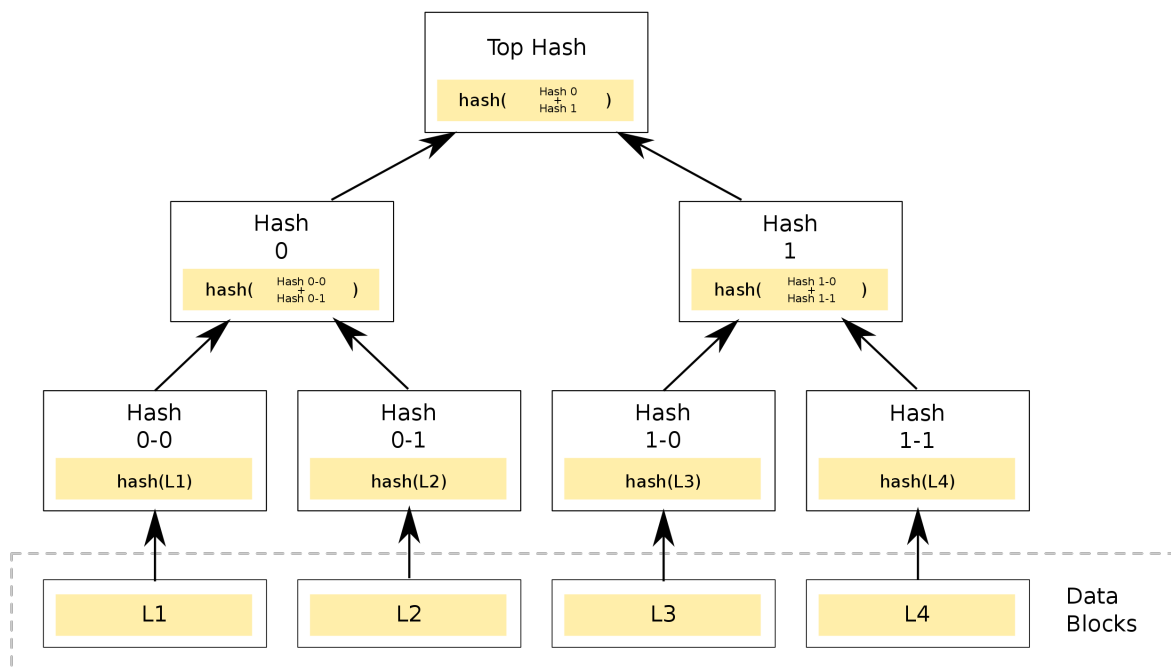 Top Hash
hash( Hash 0 + Hash 1 )
Hash
0
hash( Hash 0-0 + Hash 0-1 )
Hash
1
hash( Hash 1-0 + Hash 1-1 )
Hash
0-0
hash(L1)
Hash
0-1
hash(L2)
Hash
1-0
hash(L3)
Hash
1-1
hash(L4)
L1
L2
L3
L4
Data
Blocks